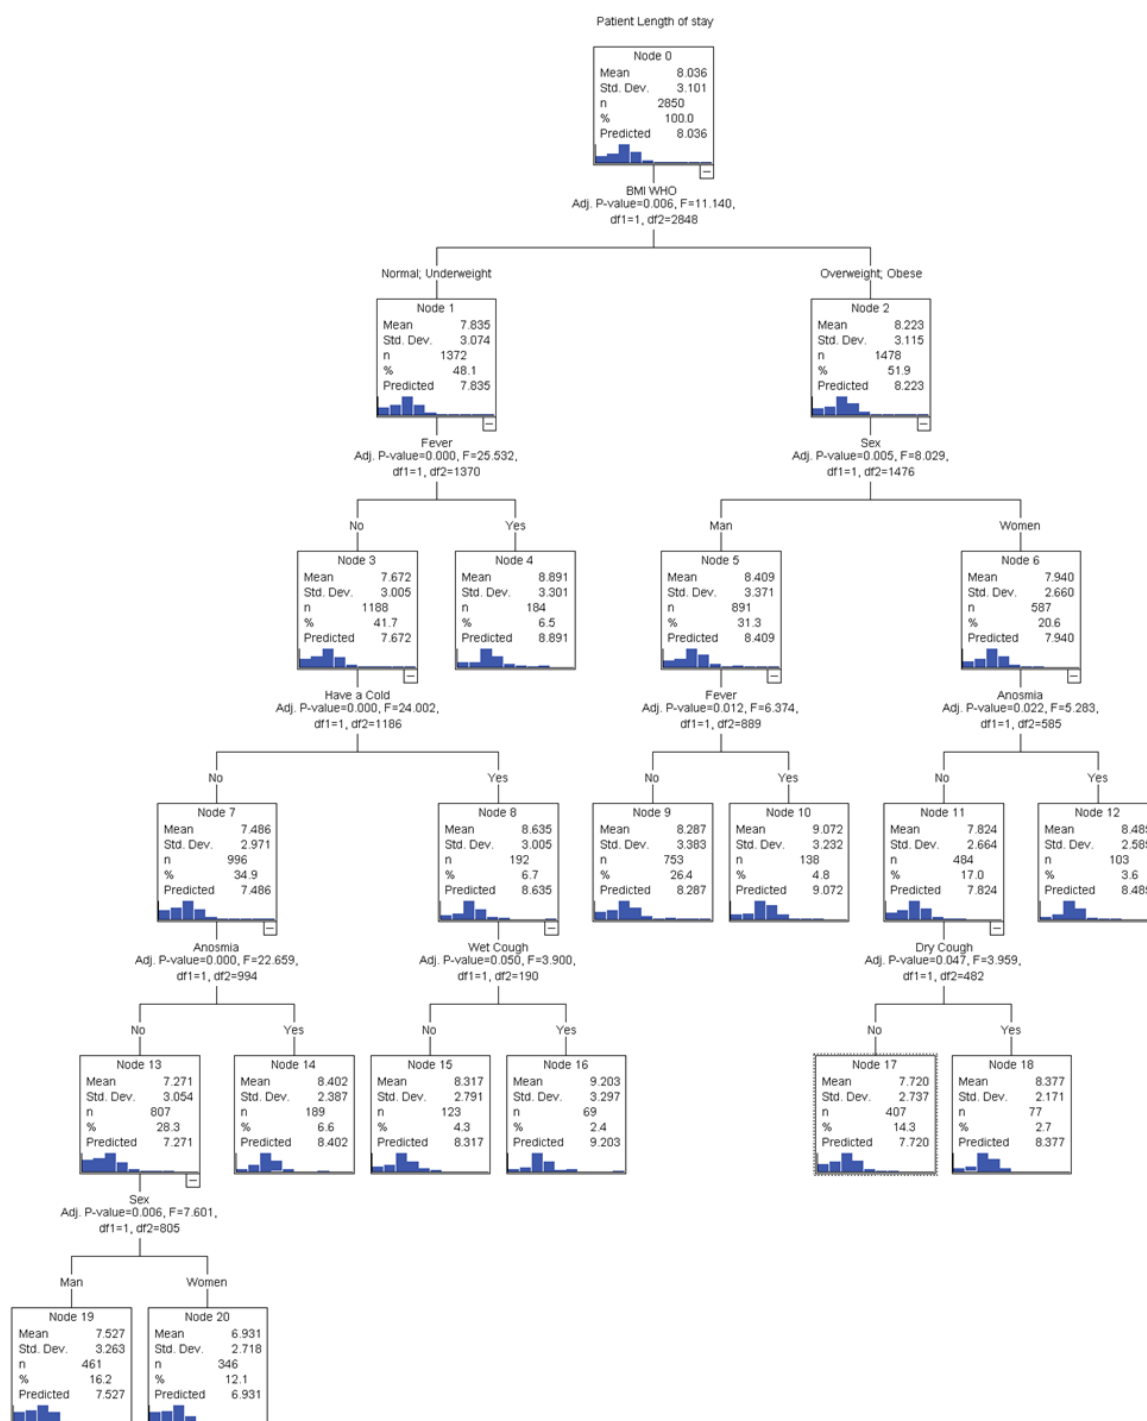 Patient Length of stay
Node 0
Mean 8.036
Std. Dev. 3.101
n 2850
% 100.0
Predicted 8.036
BMI WHO
Adj. P-value=0.006, F=11.140,
df1=1, df2=2848
Normal; Underweight
Overweight; Obese
Node 1
Mean 7.835
Std. Dev. 3.074
n 1372
% 48.1
Predicted 7.835
Node 2
Mean 8.223
Std. Dev. 3.115
n 1478
% 51.9
Predicted 8.223
Fever
Adj. P-value=0.000, F=25.532,
df1=1, df2=1370
Sex
Adj. P-value=0.005, F=8.029,
df1=1, df2=1476
No
Yes
Man
Women
Node 3
Mean 7.672
Std. Dev. 3.005
n 1188
% 41.7
Predicted 7.672
Node 4
Mean 8.891
Std. Dev. 3.301
n 184
% 6.5
Predicted 8.891
Node 5
Mean 8.409
Std. Dev. 3.371
n 891
% 31.3
Predicted 8.409
Node 6
Mean 7.940
Std. Dev. 2.660
n 587
% 20.6
Predicted 7.940
Have a Cold
Adj. P-value=0.000, F=24.002,
df1=1, df2=1186
Fever
Adj. P-value=0.012, F=6.374,
df1=1, df2=889
Anosmia
Adj. P-value=0.022, F=5.283,
df1=1, df2=585
No
Yes
No
Yes
No
Yes
Node 7
Mean 7.486
Std. Dev. 2.971
n 996
% 34.9
Predicted 7.486
Node 8
Mean 8.635
Std. Dev. 3.005
n 192
% 6.7
Predicted 8.635
Node 9
Mean 8.287
Std. Dev. 3.383
n 753
% 26.4
Predicted 8.287
Node 10
Mean 9.072
Std. Dev. 3.232
n 138
% 4.8
Predicted 9.072
Node 11
Mean 7.824
Std. Dev. 2.664
n 484
% 17.0
Predicted 7.824
Node 12
Mean 8.485
Std. Dev. 2.585
n 103
% 3.6
Predicted 8.485
Anosmia
Adj. P-value=0.000, F=22.659,
df1=1, df2=994
Wet Cough
Adj. P-value=0.050, F=3.900,
df1=1, df2=190
Dry Cough
Adj. P-value=0.047, F=3.959,
df1=1, df2=482
No
Yes
No
Yes
No
Yes
Node 13
Mean 7.271
Std. Dev. 3.054
n 807
% 28.3
Predicted 7.271
Node 14
Mean 8.402
Std. Dev. 2.387
n 189
% 6.6
Predicted 8.402
Node 15
Mean 8.317
Std. Dev. 2.791
n 123
% 4.3
Predicted 8.317
Node 16
Mean 9.203
Std. Dev. 3.297
n 69
% 2.4
Predicted 9.203
Node 17
Mean 7.720
Std. Dev. 2.737
n 407
% 14.3
Predicted 7.720
Node 18
Mean 8.377
Std. Dev. 2.171
n 77
% 2.7
Predicted 8.377
Sex
Adj. P-value=0.006, F=7.601,
df1=1, df2=805
Man
Women
Node 19
Mean 7.527
Std. Dev. 3.263
n 461
% 16.2
Predicted 7.527
Node 20
Mean 6.931
Std. Dev. 2.718
n 346
% 12.1
Predicted 6.931